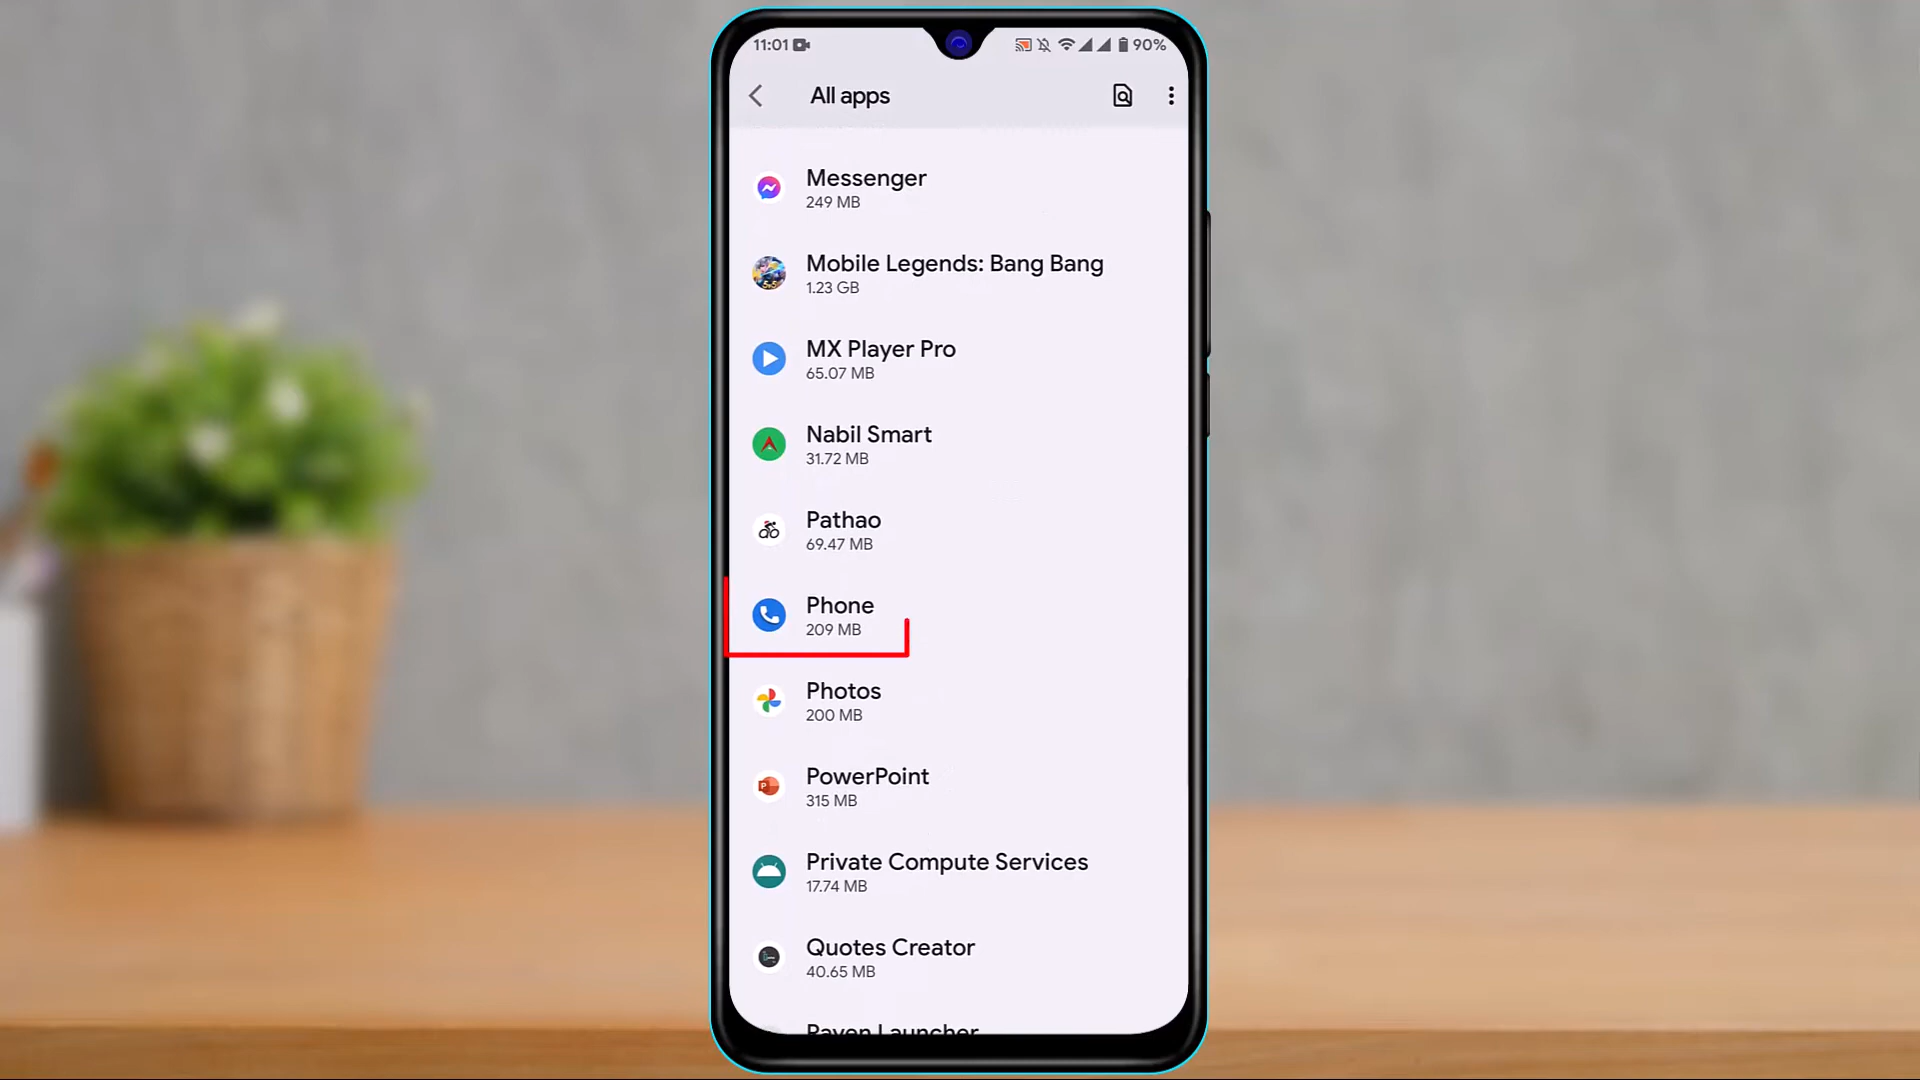 11:01
90%
All apps
Messenger
249 MB
Mobile Legends: Bang Bang
1.23 GB
MX Player Pro
65.07 MB
Nabil Smart
31.72 MB
Pathao
69.47 MB
Phone
209 MB
Photos
200 MB
PowerPoint
315 MB
Private Compute Services
17.74 MB
Quotes Creator
40.65 MB
Raven Launcher